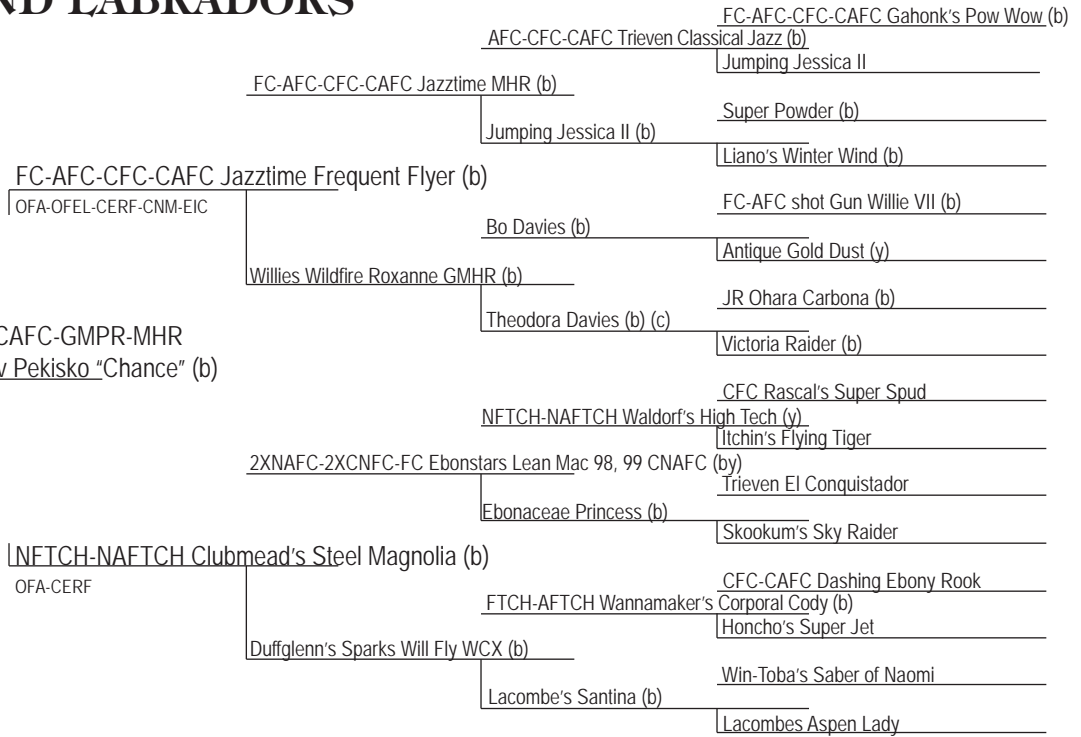 ND LABRADORS
FC-AFC-CFC-CAFC Gahonk's Pow Wow (b)
AFC-CFC-CAFC Trieven Classical Jazz (b)
Jumping Jessica II
FC-AFC-CFC-CAFC Jazztime MHR (b)
Super Powder (b)
Jumping Jessica II (b)
Liano's Winter Wind (b)
FC-AFC-CFC-CAFC Jazztime Frequent Flyer (b)
OFA-OFEL-CERF-CNM-EIC
FC-AFC shot Gun Willie VII (b)
Bo Davies (b)
Antique Gold Dust (y)
Willies Wildfire Roxanne GMHR (b)
JR Ohara Carbona (b)
Theodora Davies (b) (c)
Victoria Raider (b)
CAFC-GMPR-MHR
Pekisko "Chance" (b)
CFC Rascal's Super Spud
NFTCH-NAFTCH Waldorf's High Tech (y)
Itchin's Flying Tiger
2XNAFC-2XCNFC-FC Ebonstars Lean Mac 98, 99 CNAFC (by)
Trieven El Conquistador
Ebonaceae Princess (b)
Skookum's Sky Raider
NFTCH-NAFTCH Clubmead's Steel Magnolia (b)
OFA-CERF
CFC-CAFC Dashing Ebony Rook
FTCH-AFTCH Wannamaker's Corporal Cody (b)
Honcho's Super Jet
Duffglenn's Sparks Will Fly WCX (b)
Win-Toba's Saber of Naomi
Lacombe's Santina (b)
Lacombes Aspen Lady